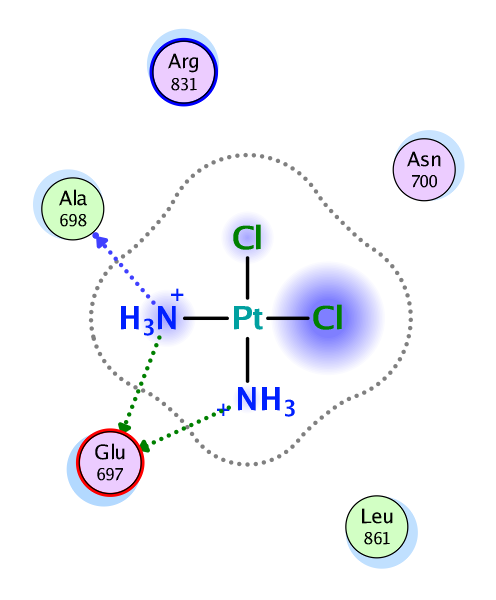 Arg
831
Asn
700
Ala
698
Cl
+
H₃N Pt Cl
+NH₃
Glu
697
Leu
861